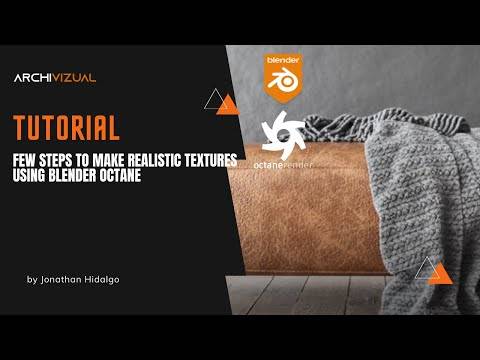 ARCHIVIZUAL
blender
TUTORIAL
octanerender
FEW STEPS TO MAKE REALISTIC TEXTURES
USING BLENDER OCTANE
by Jonathan Hidalgo